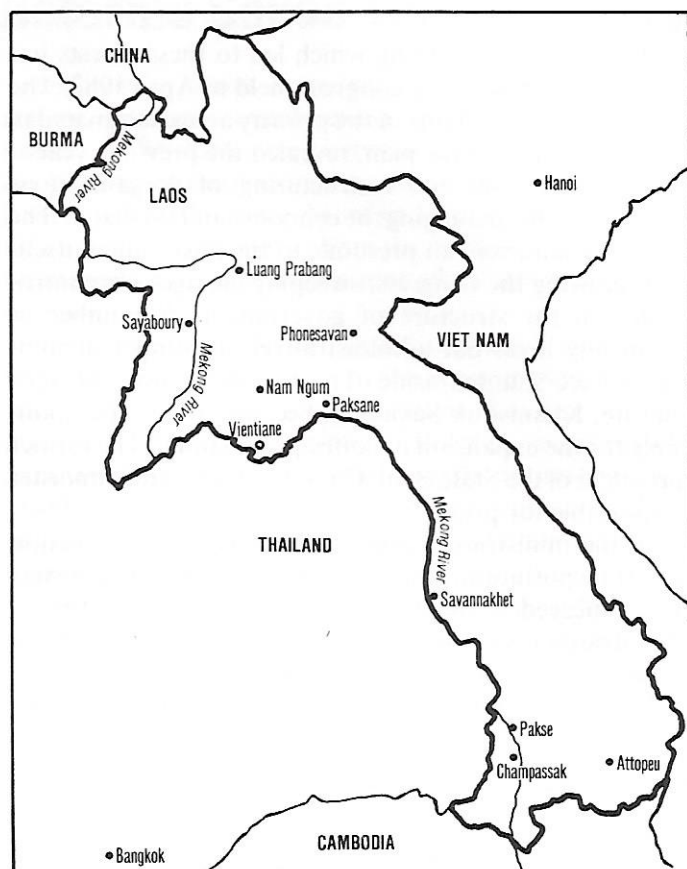 CHINA
BURMA
Mekong River
LAOS
Hanoi
Luang Prabang
Sayaboury
Phonesavan
VIET NAM
Mekong River
Nam Ngum
Paksane
Vientiane
Mekong River
THAILAND
Savannakhet
Pakse
Champassak
Attopeu
CAMBODIA
Bangkok